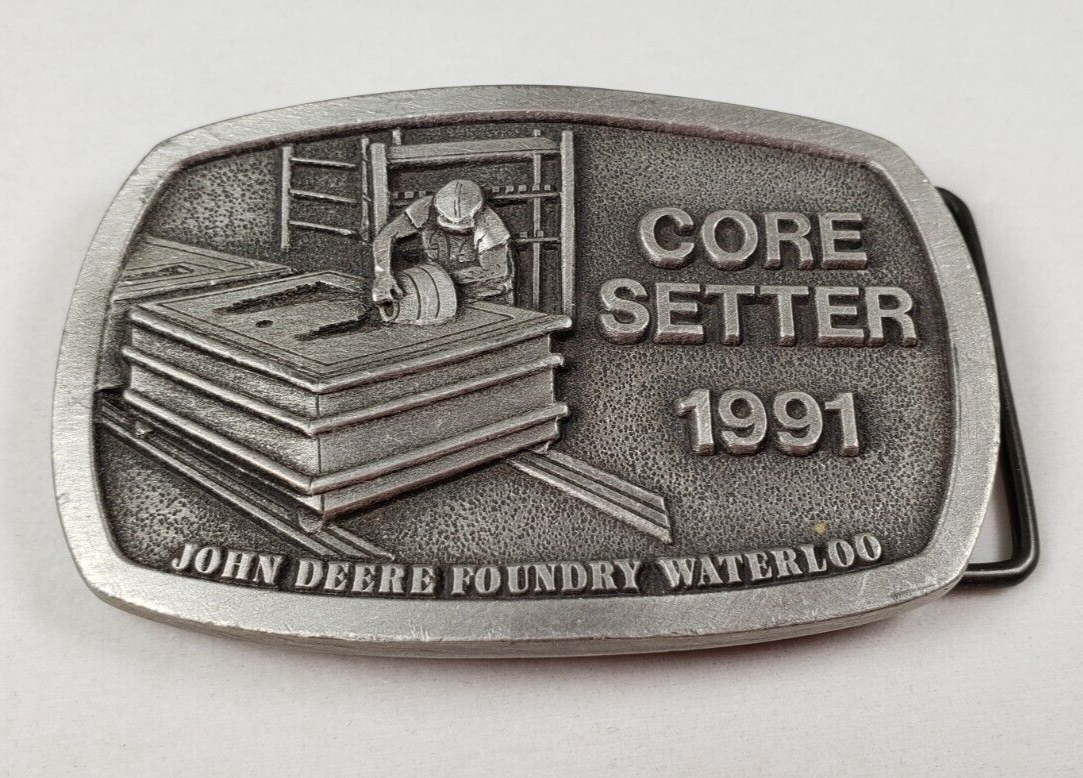 CORE
SETTER
1991
JOHN DEERE FOUNDRY WATERLOO